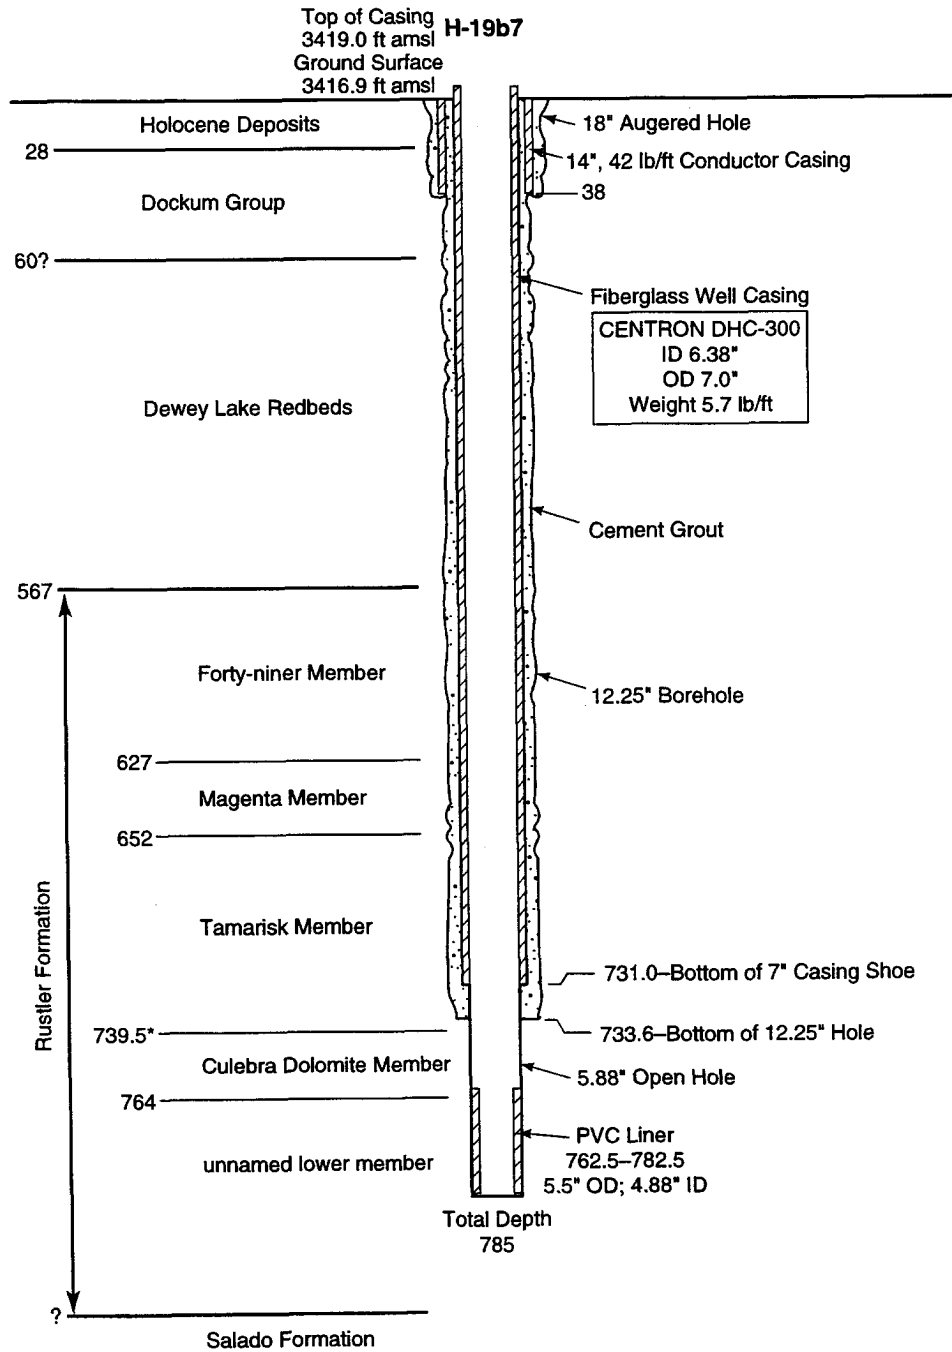 Top of Casing
3419.0 ft amsl
H-19b7
Ground Surface
3416.9 ft amsl
Holocene Deposits
18" Augered Hole
28
14", 42 lb/ft Conductor Casing
38
Dockum Group
60?
Fiberglass Well Casing
CENTRON DHC-300
ID 6.38"
OD 7.0"
Weight 5.7 lb/ft
Dewey Lake Redbeds
Cement Grout
567
Forty-niner Member
12.25" Borehole
627
Magenta Member
652
Tamarisk Member
Rustler Formation
731.0–Bottom of 7" Casing Shoe
739.5*
733.6–Bottom of 12.25" Hole
Culebra Dolomite Member
5.88" Open Hole
764
PVC Liner
762.5–782.5
5.5" OD; 4.88" ID
unnamed lower member
Total Depth
785
?
Salado Formation